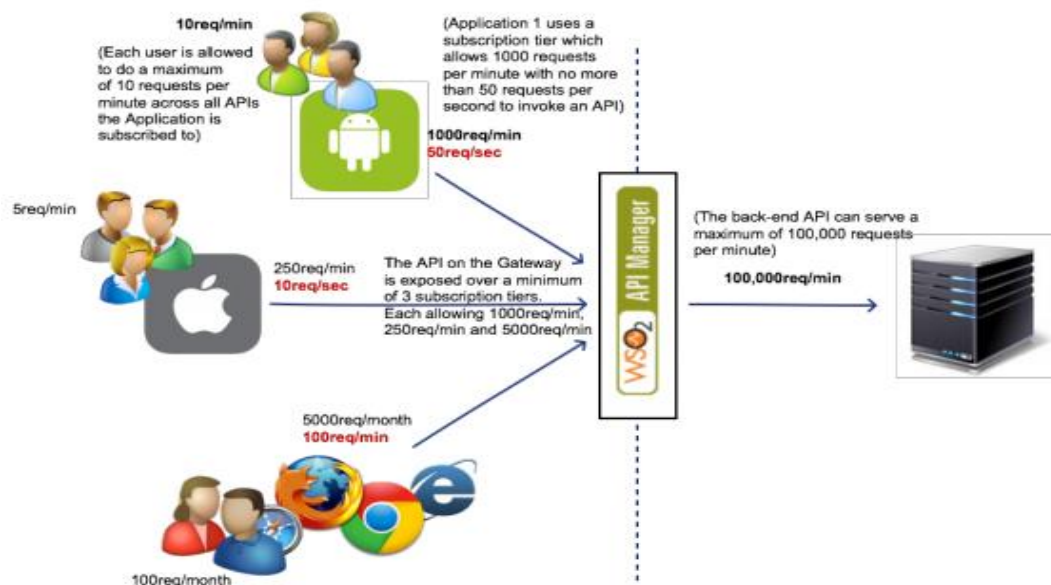 10req/min
(Each user is allowed
to do a maximum
of 10 requests per
minute across all APIs
the Application is
subscribed to)
(Application 1 uses a
subscription tier which
allows 1000 requests
per minute with no more
than 50 requests per
second to invoke an API)
1000req/min
50req/sec
5req/min
250req/min
10req/sec
The API on the Gateway
is exposed over a minimum
of 3 subscription tiers.
Each allowing 1000req/min,
250req/min and 5000req/min
WSO2 API Manager
(The back-end API can serve a
maximum of 100,000 requests
per minute)
100,000req/min
5000req/month
100req/min
100req/month